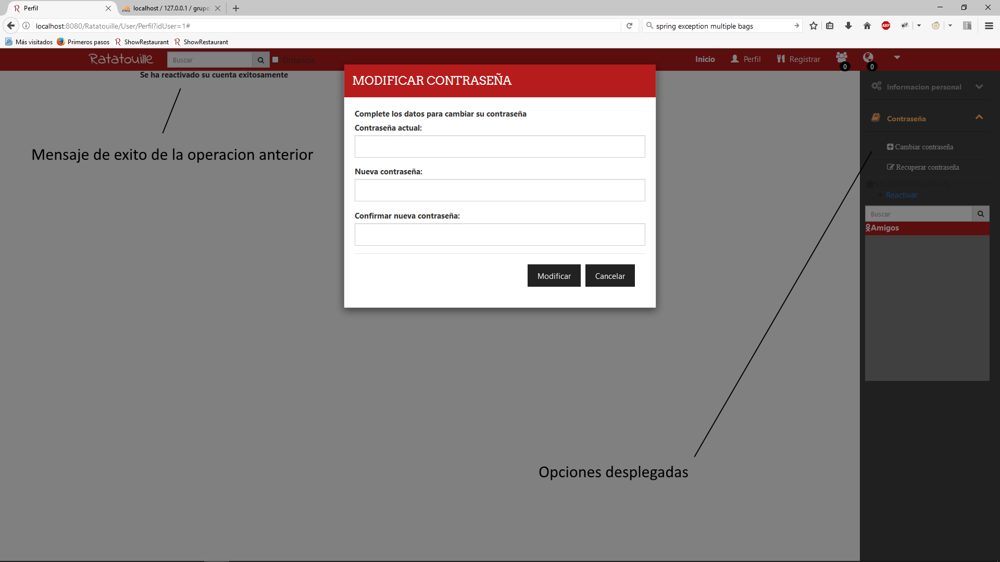 Perfil
localhost / 127.0.0.1 / grupo
localhost:8080/Ratatouille/User/Perfil?idUser=1#
spring exception multiple bags
ABP
Más visitados
Primeros pasos
ShowRestaurant
ShowRestaurant
Ratatouille
Buscar
Distancia
Inicio
Perfil
Registrar
0
0
Se ha reactivado su cuenta exitosamente
Mensaje de exito de la operacion anterior
MODIFICAR CONTRASEÑA
Complete los datos para cambiar su contraseña
Contraseña actual:
Nueva contraseña:
Confirmar nueva contraseña:
Modificar
Cancelar
Informacion personal
Contraseña
Cambiar contraseña
Recuperar contraseña
RECOMENDACIONES
Reactivar
Buscar
Amigos
Opciones desplegadas